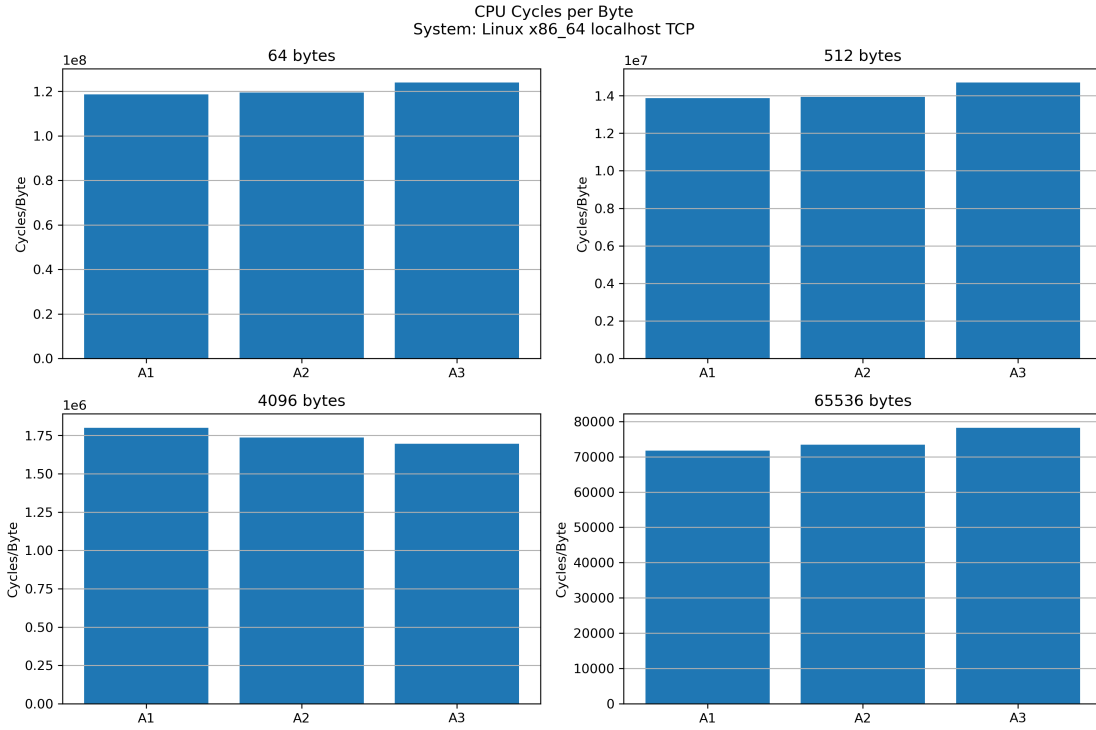 CPU Cycles per Byte
System: Linux x86_64 localhost TCP
64 bytes
1e8
1.2
1.0
0.8
0.6
0.4
0.2
0.0
Cycles/Byte
A1 A2 A3
512 bytes
1e7
1.4
1.2
1.0
0.8
0.6
0.4
0.2
0.0
Cycles/Byte
A1 A2 A3
4096 bytes
1e6
1.75
1.50
1.25
1.00
0.75
0.50
0.25
0.00
Cycles/Byte
A1 A2 A3
65536 bytes
80000
70000
60000
50000
40000
30000
20000
10000
0
Cycles/Byte
A1 A2 A3